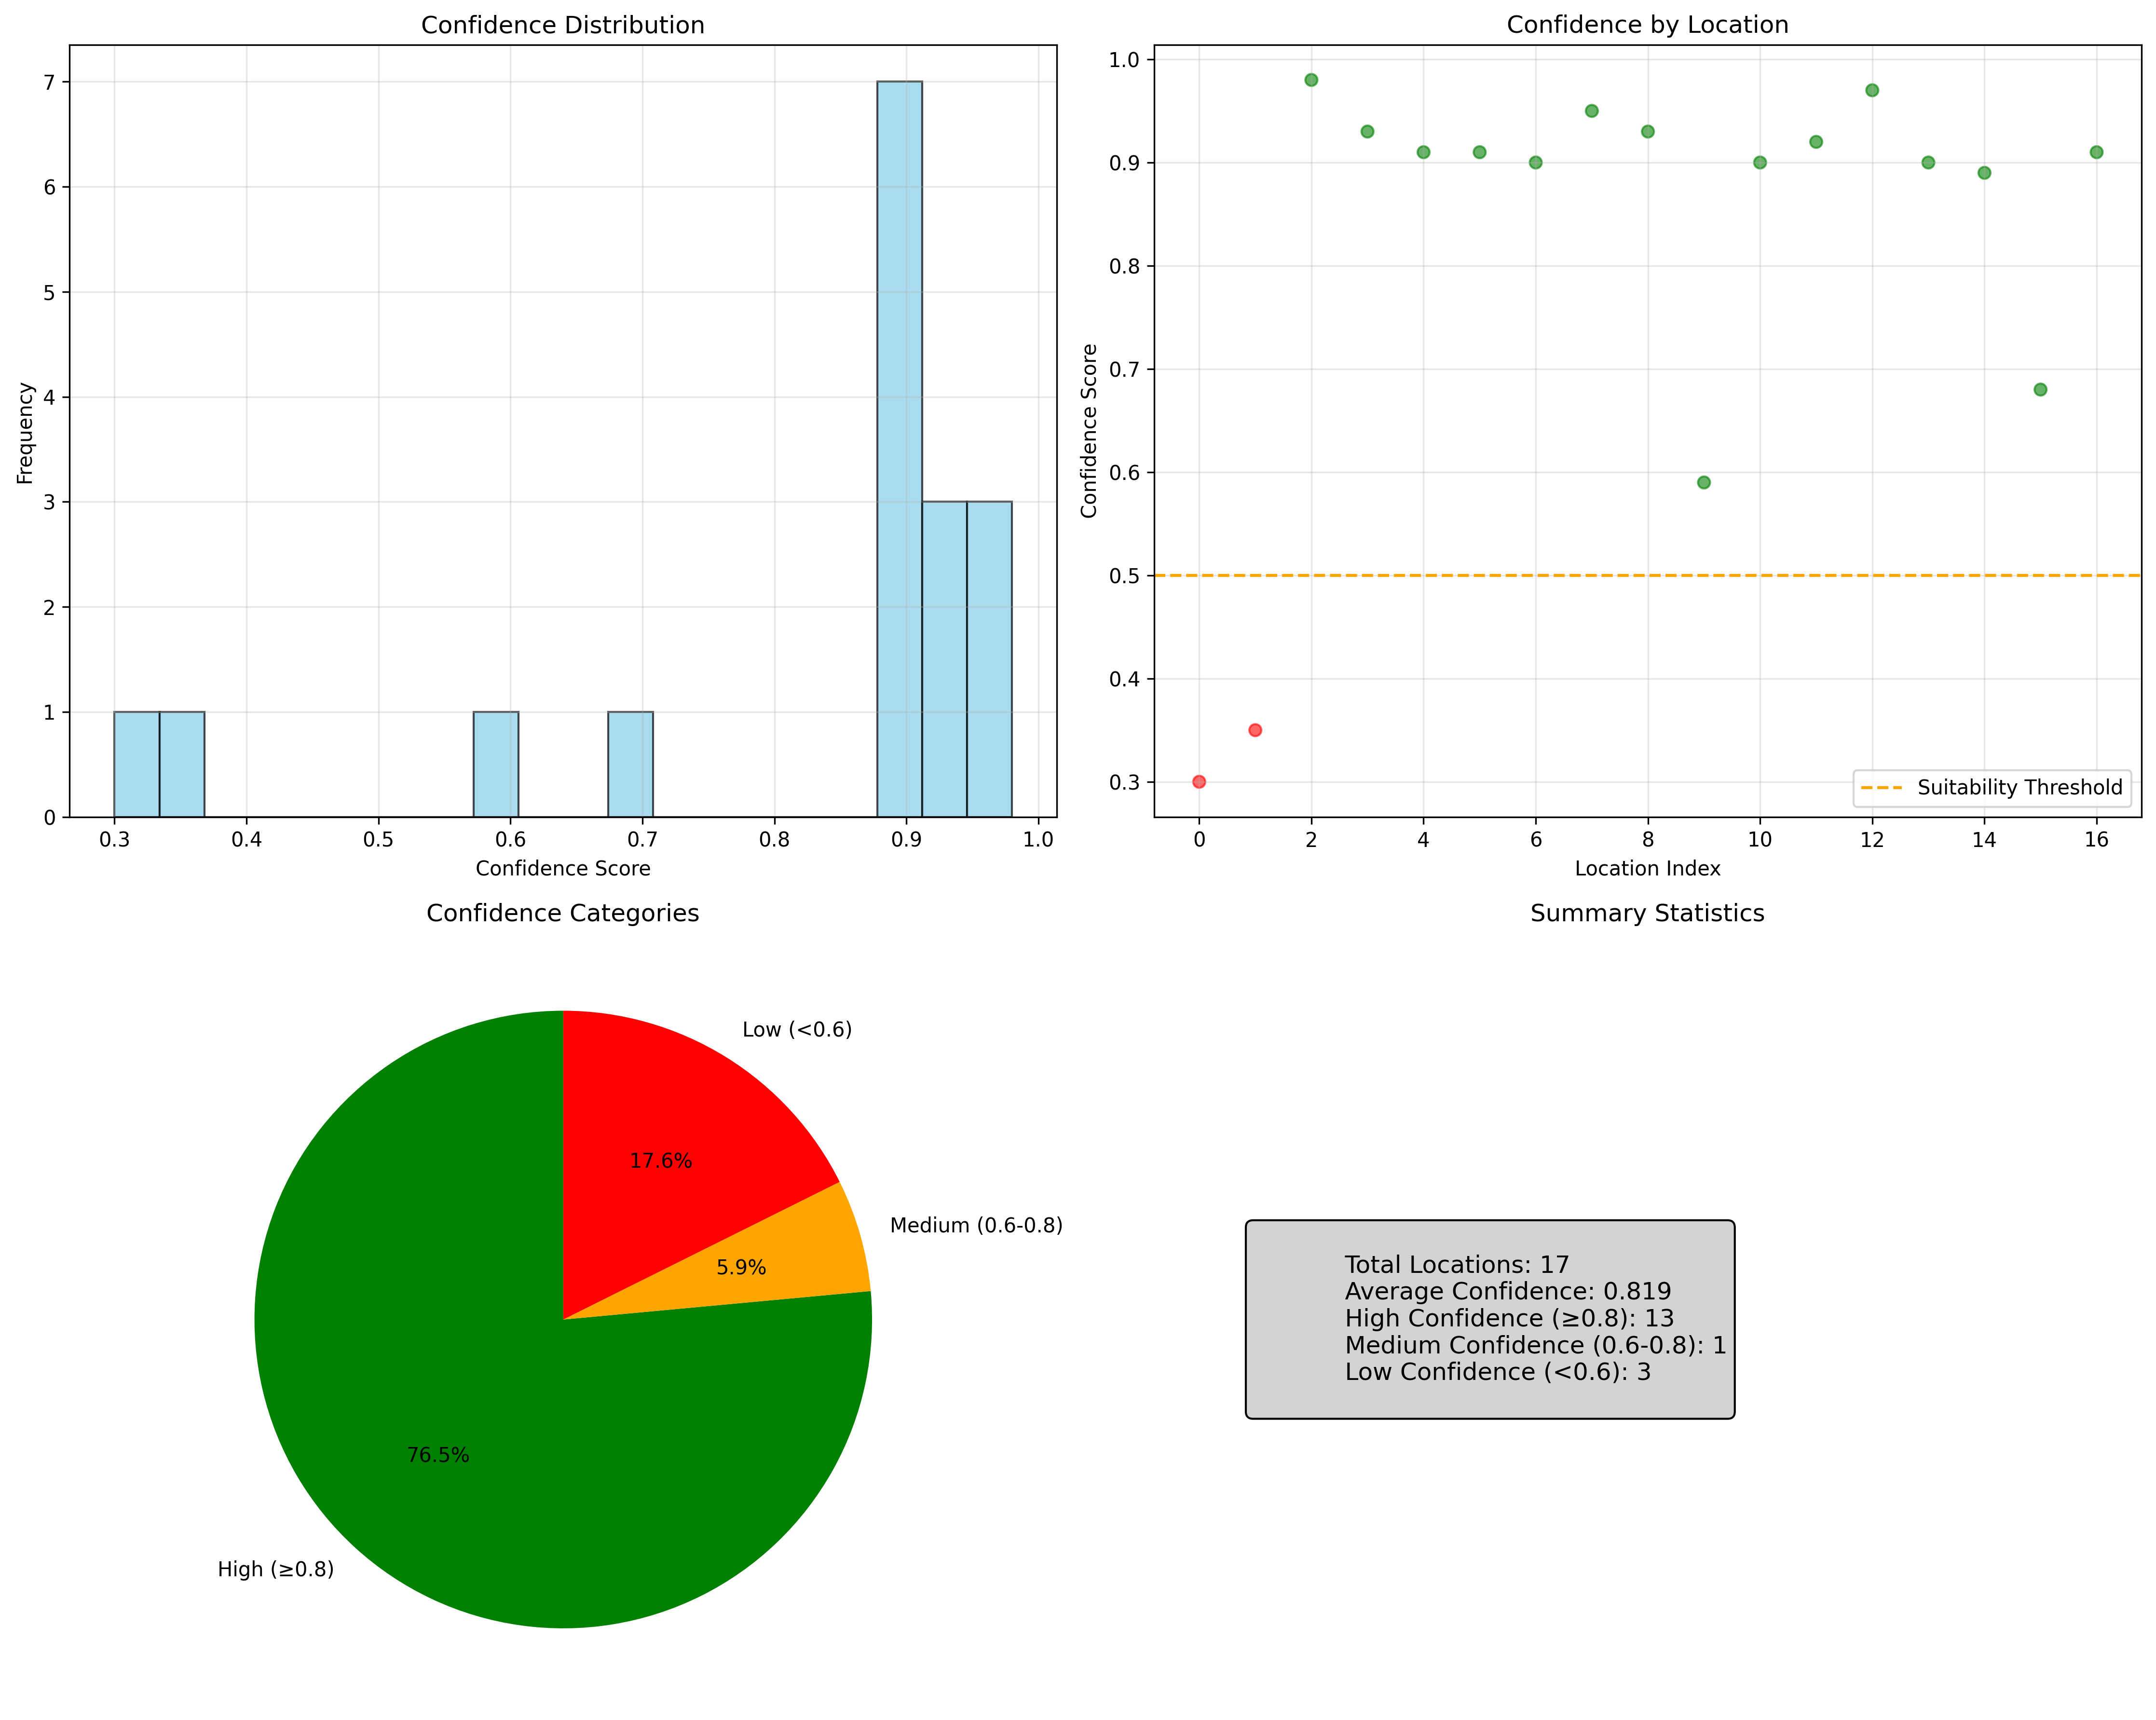 Confidence Distribution
7
6
5
4
3
2
1
0
Frequency
0.3 0.4 0.5 0.6 0.7 0.8 0.9 1.0
Confidence Score
Confidence by Location
1.0
0.9
0.8
0.7
0.6
0.5
0.4
0.3
Confidence Score
Suitability Threshold
0 2 4 6 8 10 12 14 16
Location Index
Confidence Categories
Low (<0.6)
17.6%
Medium (0.6-0.8)
5.9%
76.5%
High (≥0.8)
Summary Statistics
Total Locations: 17
Average Confidence: 0.819
High Confidence (≥0.8): 13
Medium Confidence (0.6-0.8): 1
Low Confidence (<0.6): 3